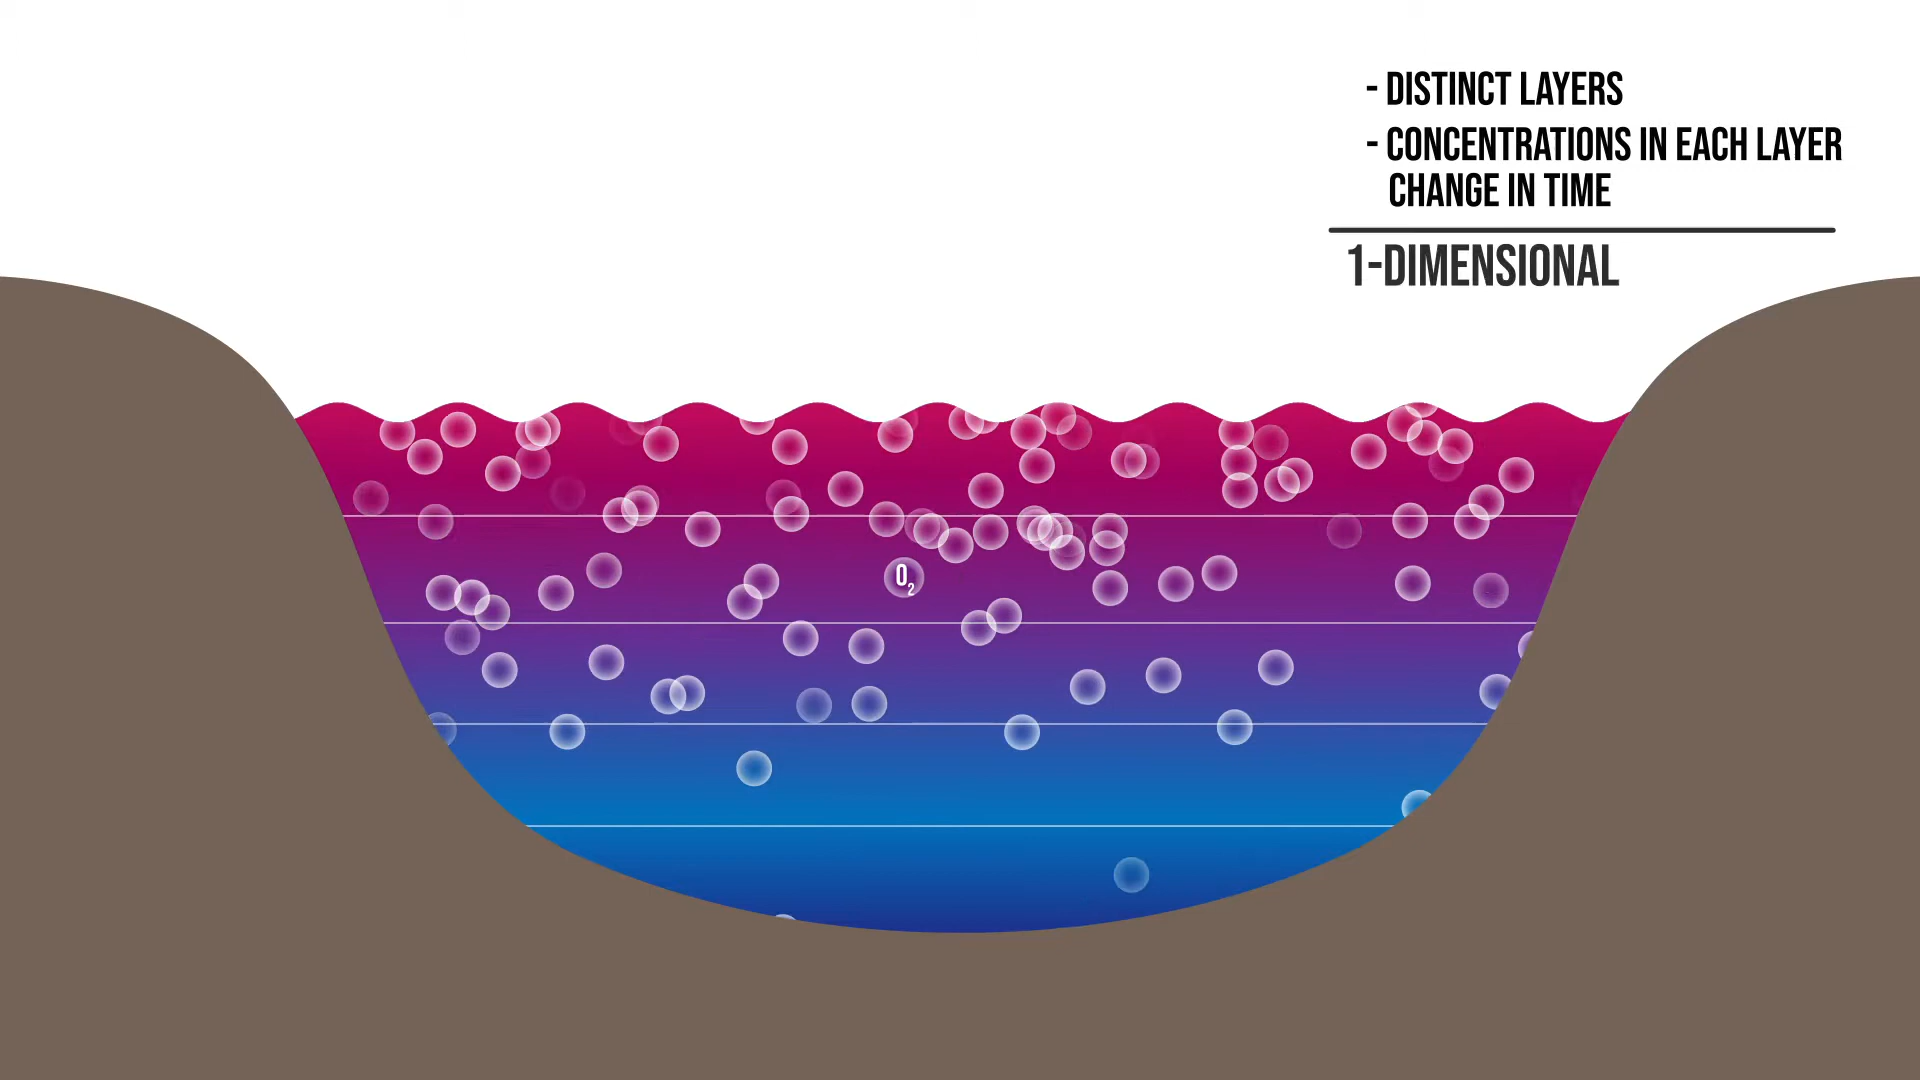 - DISTINCT LAYERS
- CONCENTRATIONS IN EACH LAYER
CHANGE IN TIME
1-DIMENSIONAL
O₂